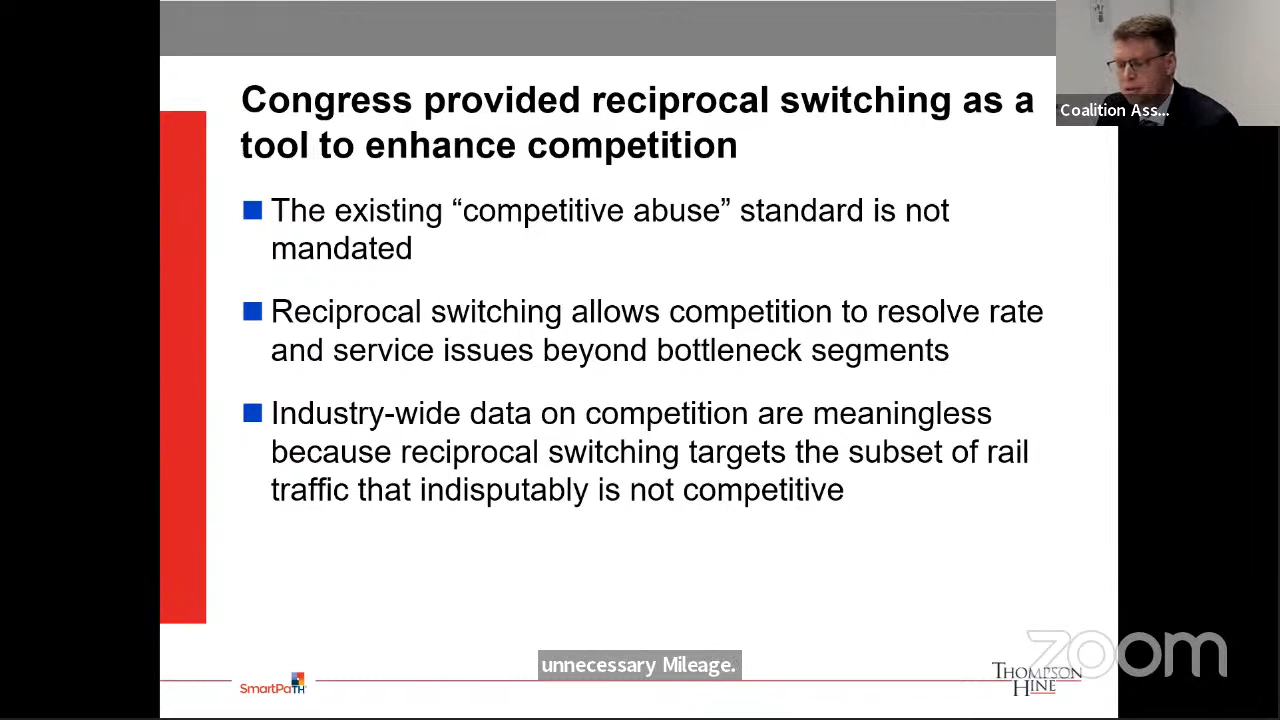 Congress provided reciprocal switching as a
tool to enhance competition
Coalition Ass...
The existing “competitive abuse” standard is not
mandated
Reciprocal switching allows competition to resolve rate
and service issues beyond bottleneck segments
Industry-wide data on competition are meaningless
because reciprocal switching targets the subset of rail
traffic that indisputably is not competitive
unnecessary Mileage.
zoom
SmartPaTH
THOMPSON
HINE